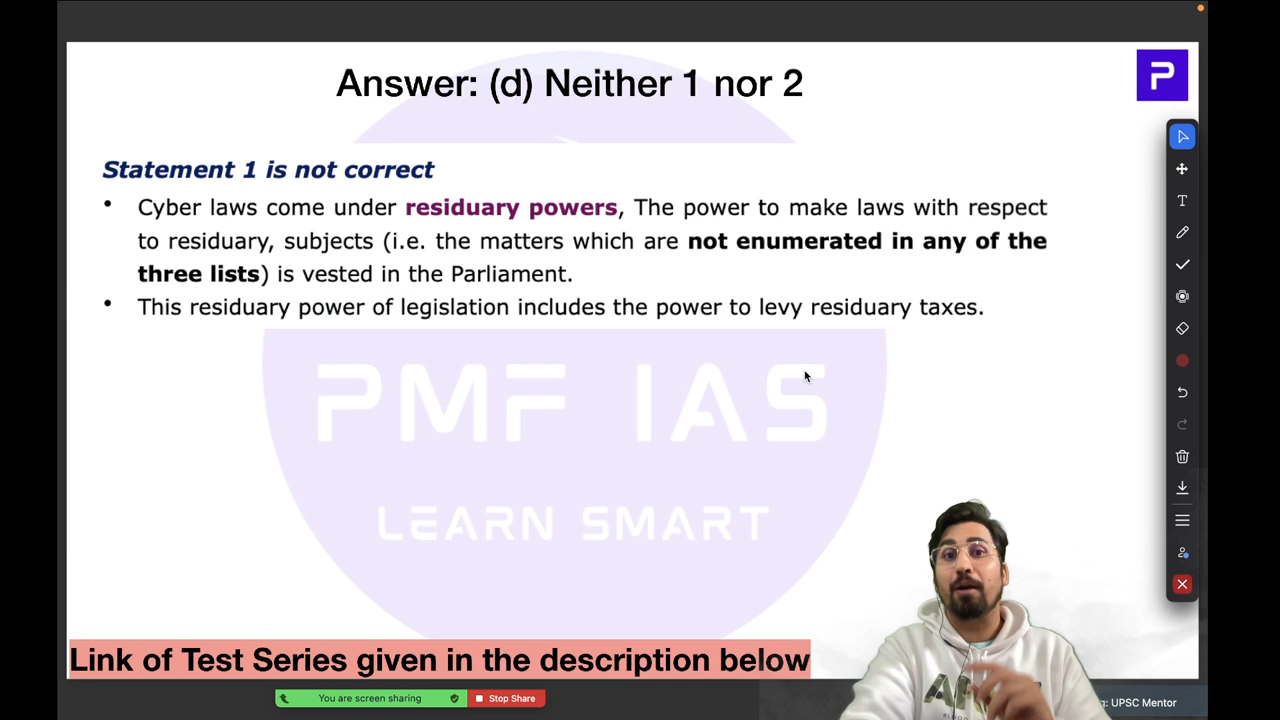 Answer: (d) Neither 1 nor 2
P
Statement 1 is not correct
• Cyber laws come under residuary powers, The power to make laws with respect
to residuary, subjects (i.e. the matters which are not enumerated in any of the
three lists) is vested in the Parliament.
• This residuary power of legislation includes the power to levy residuary taxes.
PMF IAS
LEARN SMART
T
Link of Test Series given in the description below
You are screen sharing
Stop Share
: UPSC Mentor